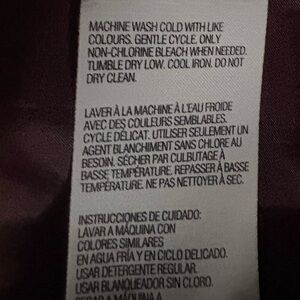 MACHINE WASH COLD WITH LIKE
COLOURS. GENTLE CYCLE. ONLY
NON-CHLORINE BLEACH WHEN NEEDED.
TUMBLE DRY LOW. COOL IRON. DO NOT
DRY CLEAN.
LAVER À LA MACHINE À L'EAU FROIDE
AVEC DES COULEURS SEMBLABLES.
CYCLE DÉLICAT. UTILISER SEULEMENT UN
AGENT BLANCHIMENT SANS CHLORE AU
BESOIN. SÉCHER PAR CULBUTAGE À
BASSE TEMPÉRATURE. REPASSER À BASSE
TEMPÉRATURE. NE PAS NETTOYER À SEC.
INSTRUCCIONES DE CUIDADO:
LAVAR A MÁQUINA CON
COLORES SIMILARES
EN AGUA FRÍA Y EN CICLO DELICADO.
USAR DETERGENTE REGULAR.
USAR BLANQUEADOR SIN CLORO.
A MÁQUINA A